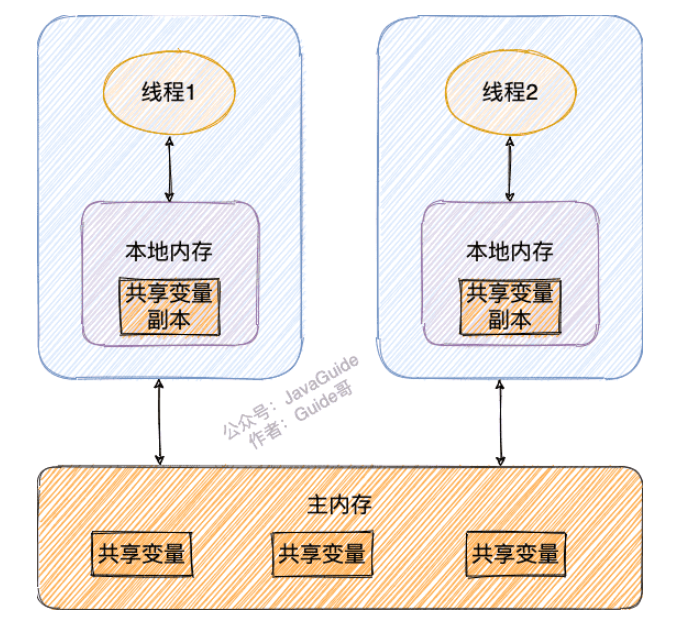 线程1
线程2
本地内存
共享变量
副本
本地内存
共享变量
副本
公众号：JavaGuide
作者：Guide哥
主内存
共享变量
共享变量
共享变量